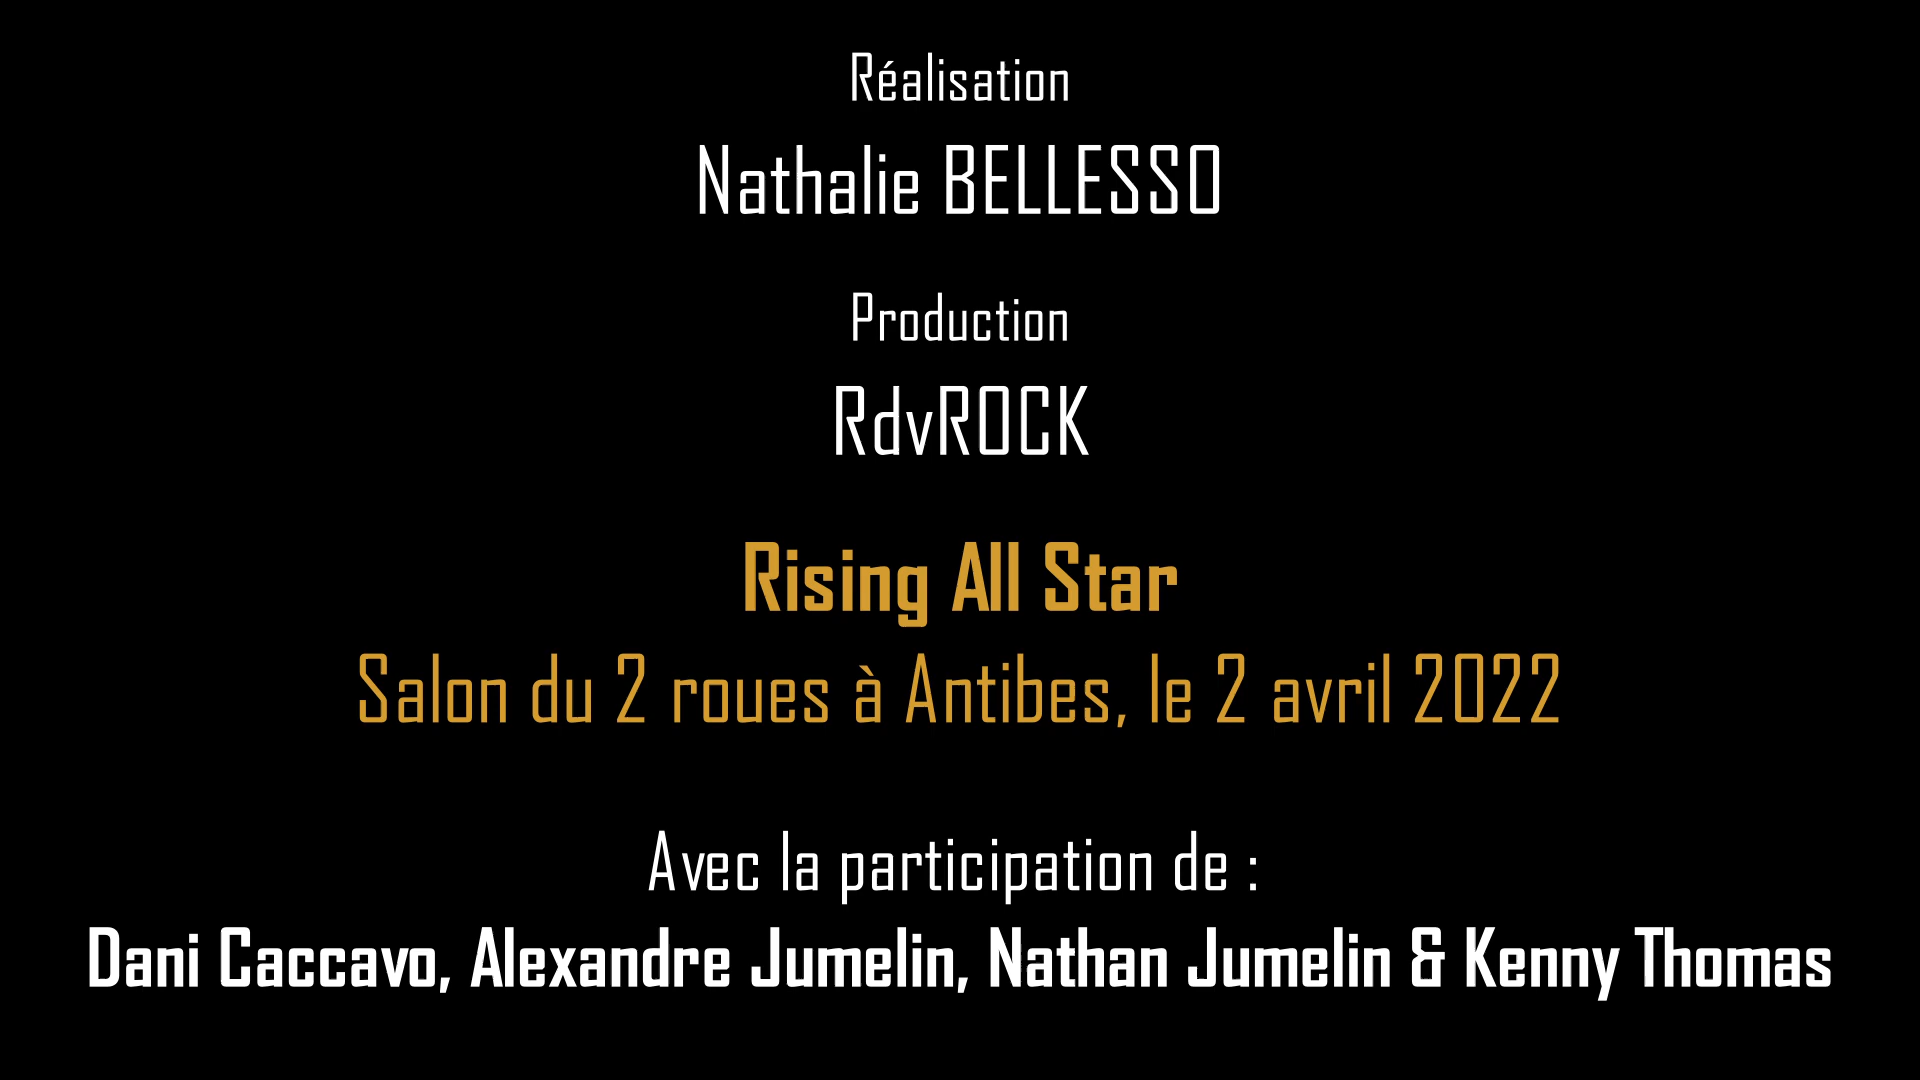 Réalisation
Nathalie BELLESSO
Production
RdvROCK
Rising All Star
Salon du 2 roues à Antibes, le 2 avril 2022
Avec la participation de :
Dani Caccavo, Alexandre Jumelin, Nathan Jumelin & Kenny Thomas